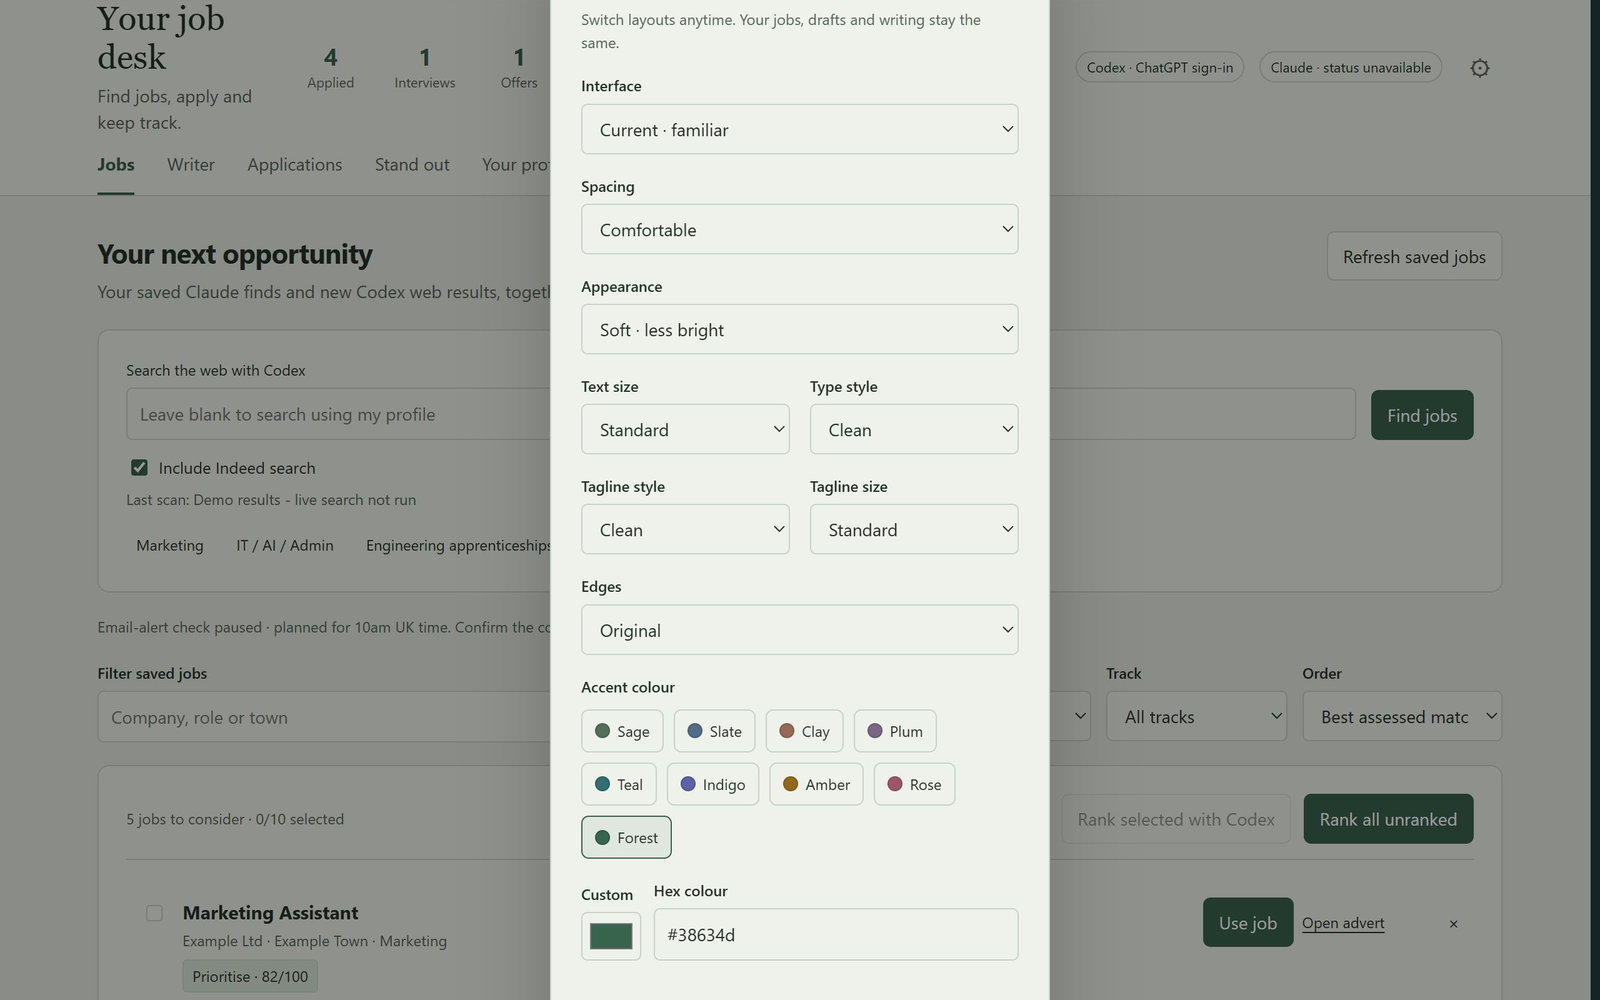 Your job
desk
Find jobs, apply and
keep track.
4
Applied
1
Interviews
1
Offers
Codex · ChatGPT sign-in
Claude · status unavailable
Jobs
Writer
Applications
Stand out
Your pro
Your next opportunity
Your saved Claude finds and new Codex web results, togeth
Refresh saved jobs
Search the web with Codex
Leave blank to search using my profile
Find jobs
Include Indeed search
Last scan: Demo results - live search not run
Marketing
IT / AI / Admin
Engineering apprenticeships
Email-alert check paused · planned for 10am UK time. Confirm the co
Filter saved jobs
Company, role or town
Track
All tracks
Order
Best assessed matc
5 jobs to consider · 0/10 selected
Rank selected with Codex
Rank all unranked
Marketing Assistant
Example Ltd · Example Town · Marketing
Prioritise · 82/100
Use job
Open advert
×
Switch layouts anytime. Your jobs, drafts and writing stay the
same.
Interface
Current · familiar
Spacing
Comfortable
Appearance
Soft · less bright
Text size
Standard
Type style
Clean
Tagline style
Clean
Tagline size
Standard
Edges
Original
Accent colour
Sage
Slate
Clay
Plum
Teal
Indigo
Amber
Rose
Forest
Custom
Hex colour
#38634d